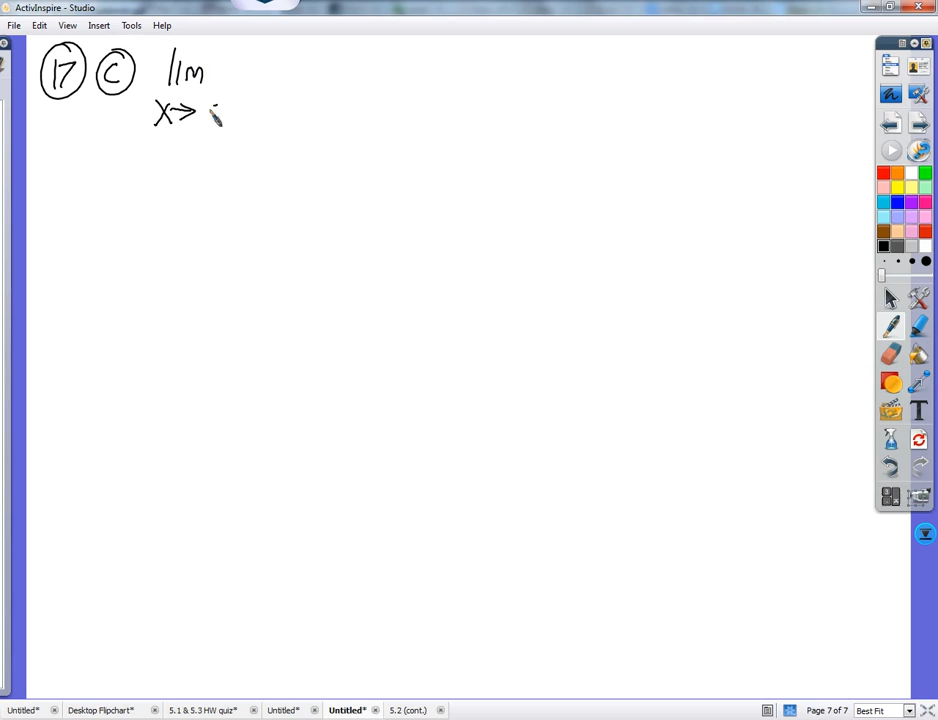 ActivInspire - Studio
File Edit View Insert Tools Help
17 C lim
x→
Untitled* Desktop Flipchart* 5.1 & 5.3 HW quiz* Untitled* Untitled* 5.2 (cont.) Page 7 of 7 Best Fit